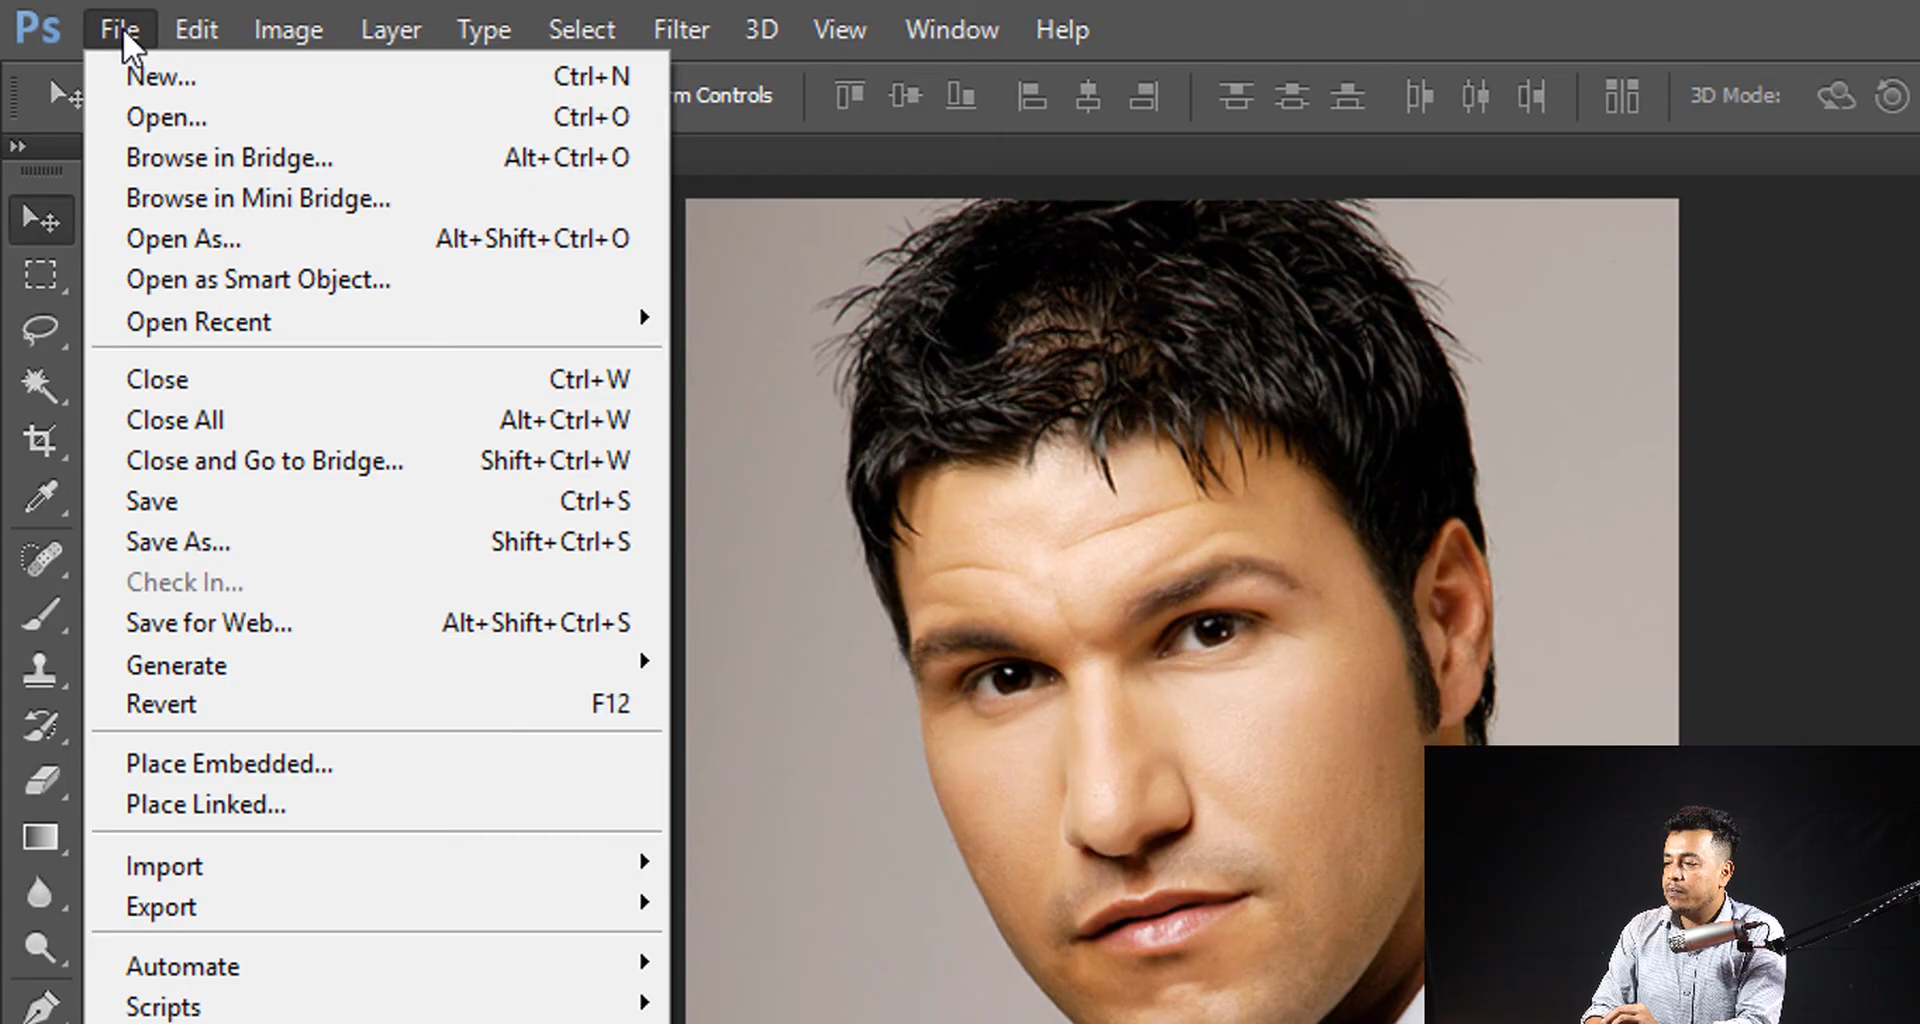 Ps File Edit Image Layer Type Select Filter 3D View Window Help
m Controls 3D Mode:
New... Ctrl+N
Open... Ctrl+O
Browse in Bridge... Alt+Ctrl+O
Browse in Mini Bridge...
Open As... Alt+Shift+Ctrl+O
Open as Smart Object...
Open Recent
Close Ctrl+W
Close All Alt+Ctrl+W
Close and Go to Bridge... Shift+Ctrl+W
Save Ctrl+S
Save As... Shift+Ctrl+S
Check In...
Save for Web... Alt+Shift+Ctrl+S
Generate
Revert F12
Place Embedded...
Place Linked...
Import
Export
Automate
Scripts